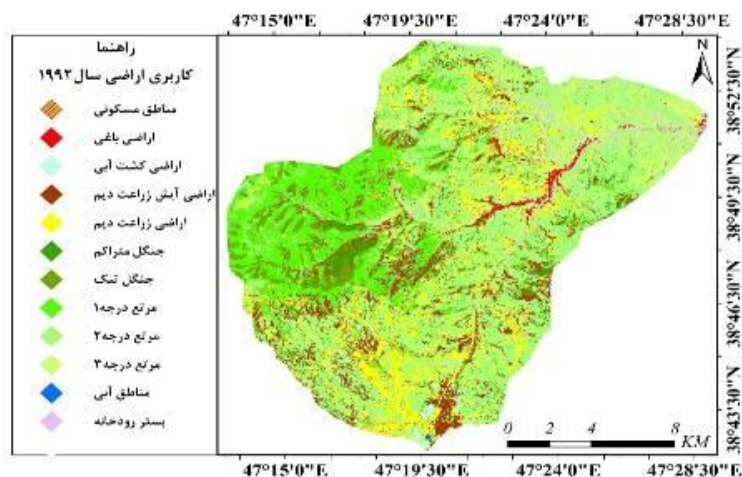 47°15'0"E 47°19'30"E 47°24'0"E 47°28'30"E
راهنما
کاربری اراضی سال ۱۹۹۲
مناطق مسکونی
اراضی باغی
اراضی کشت آبی
اراضی آیش زراعت دیم
اراضی زراعت دیم
جنگل متراکم
جنگل تنک
مرتع درجه۱
مرتع درجه۲
مرتع درجه۳
مناطق آبی
بستر رودخانه
N
38°52'30"N
38°49'30"N
38°46'30"N
38°43'30"N
0 2 4 8
KM
47°15'0"E 47°19'30"E 47°24'0"E 47°28'30"E